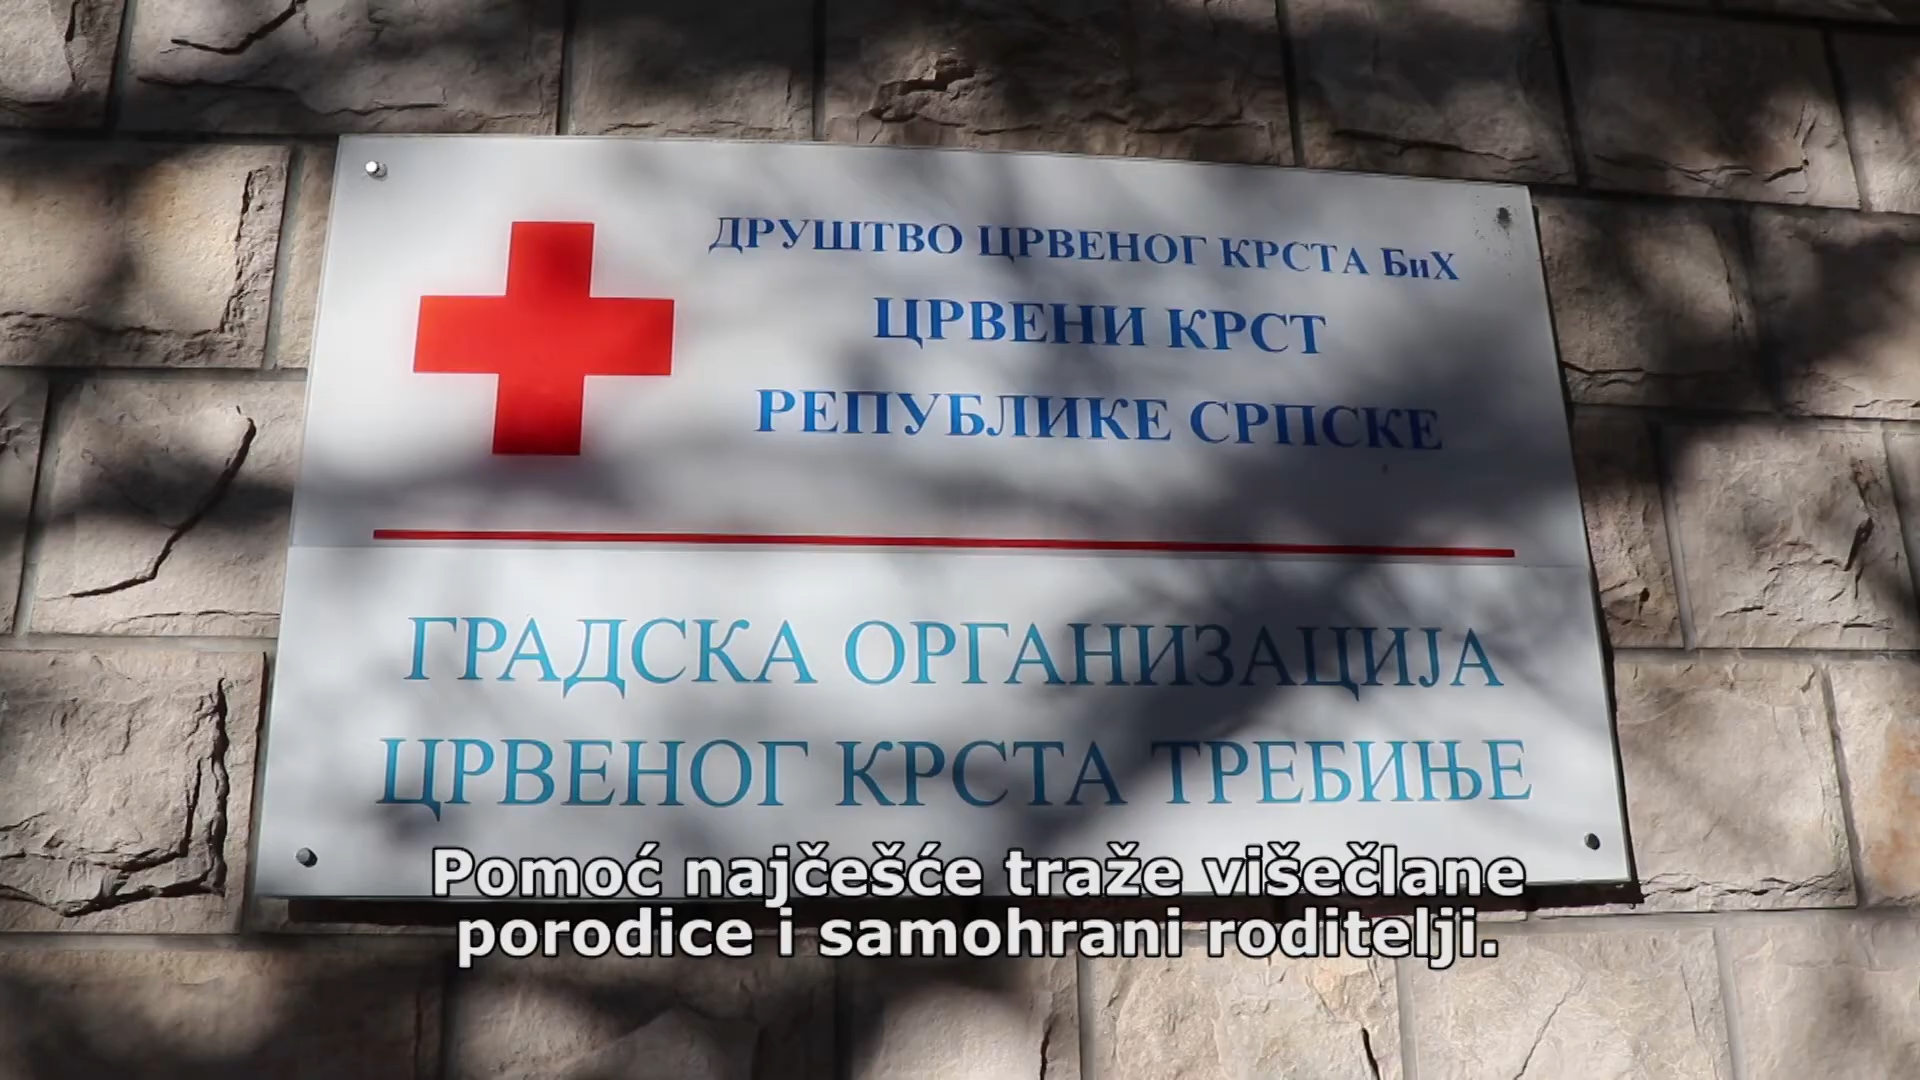 ДРУШТВО ЦРВЕНОГ КРСТА БиХ
ЦРВЕНИ КРСТ
РЕПУБЛИКЕ СРПСКЕ
ГРАДСКА ОРГАНИЗАЦИЈА
ЦРВЕНОГ КРСТА ТРЕБИЊЕ
Pomoć najčešće traže višečlane
porodice i samohrani roditelji.